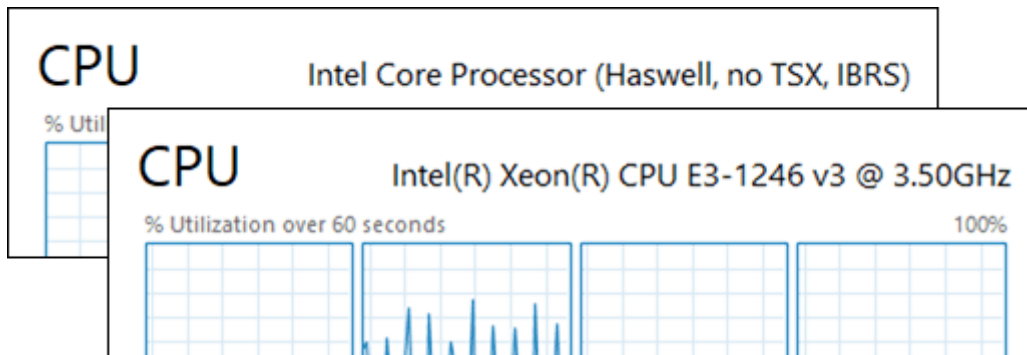 CPU
Intel Core Processor (Haswell, no TSX, IBRS)
% Util
CPU
Intel(R) Xeon(R) CPU E3-1246 v3 @ 3.50GHz
% Utilization over 60 seconds
100%